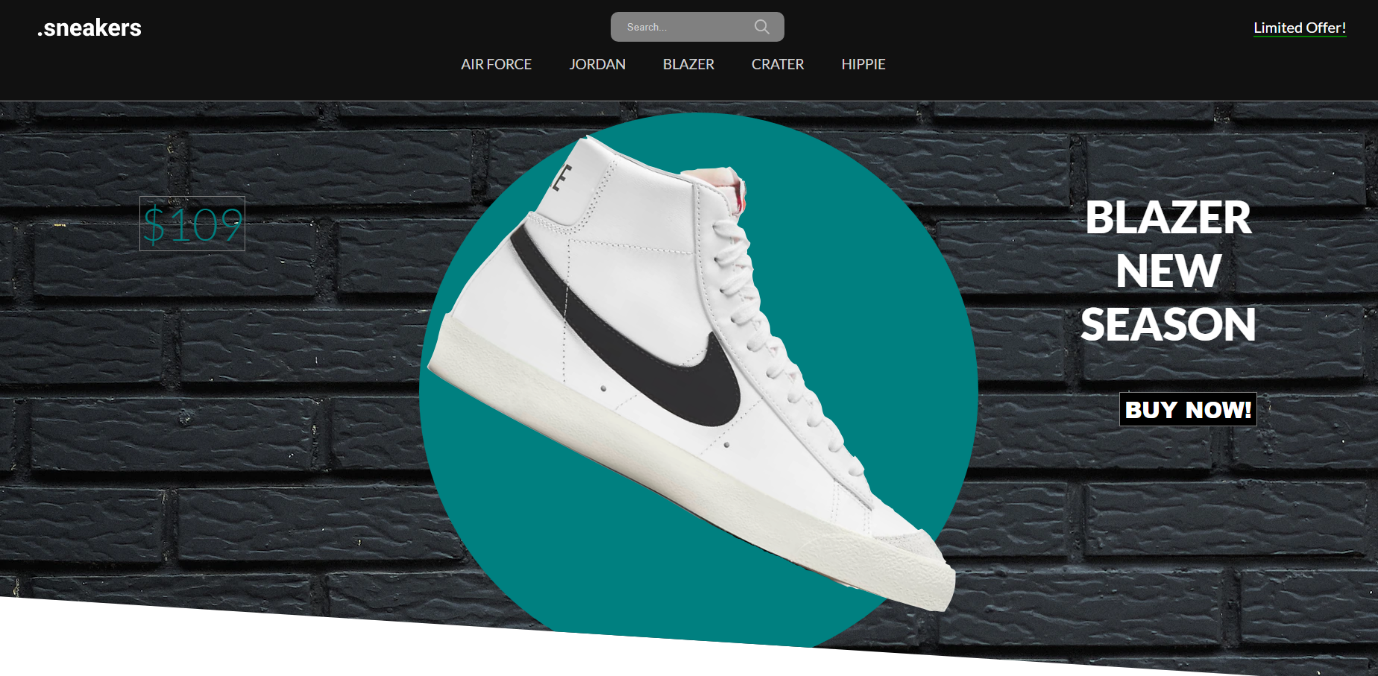 .sneakers
Search...
Limited Offer!
AIR FORCE JORDAN BLAZER CRATER HIPPIE
$109
BLAZER
NEW
SEASON
BUY NOW!